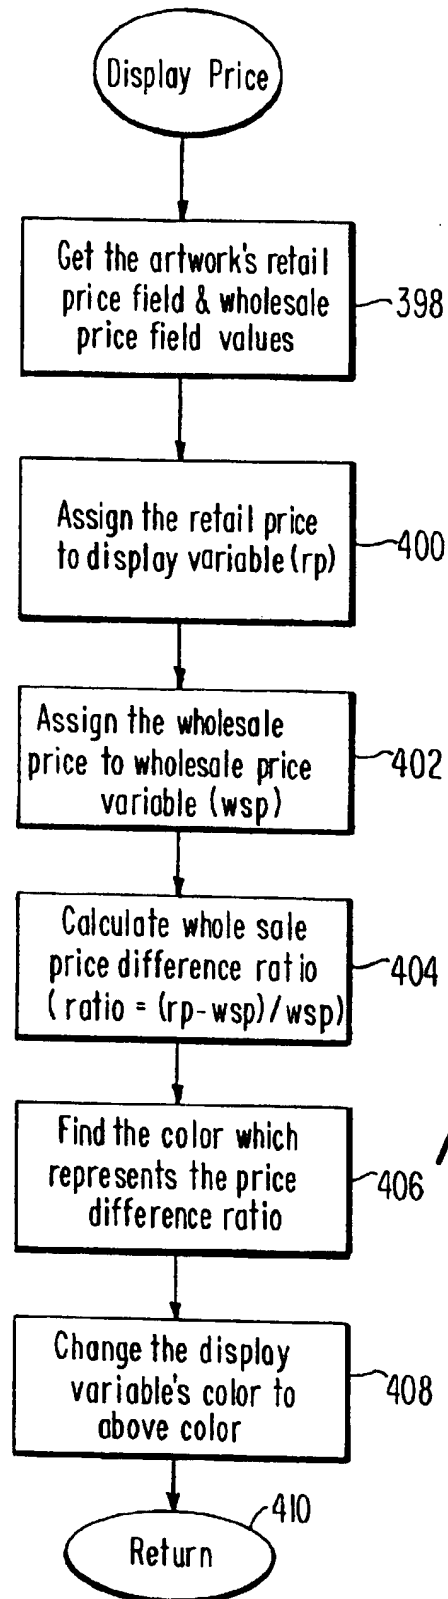 Display Price
Get the artwork's retail
price field & wholesale
price field values
398
Assign the retail price
to display variable (rp)
400
Assign the wholesale
price to wholesale price
variable (wsp)
402
Calculate whole sale
price difference ratio
( ratio = (rp-wsp)/wsp)
404
Find the color which
represents the price
difference ratio
406
Change the display
variable's color to
above color
408
410
Return